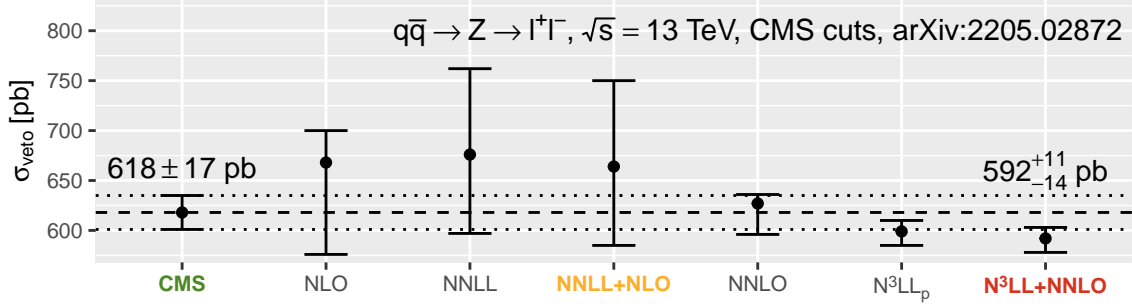 800
qq̅ → Z → l⁺l⁻, √s = 13 TeV, CMS cuts, arXiv:2205.02872
750
700
650
600
σ_veto [pb]
618 ± 17 pb
592 +11 −14 pb
CMS NLO NNLL NNLL+NLO NNLO N³LLₚ N³LL+NNLO